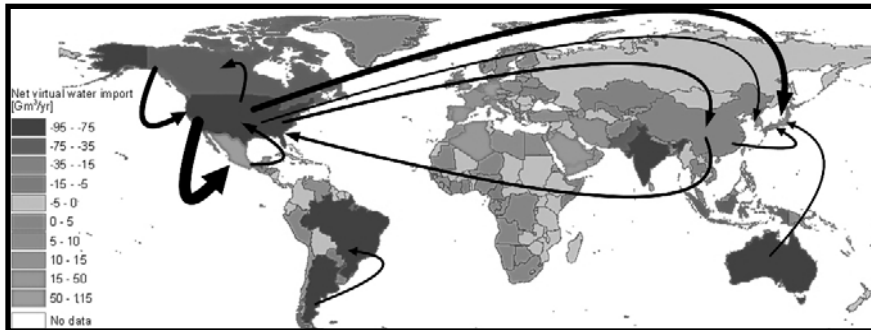 Net virtual water import
[Gm³/yr]
-95 - -75
-75 - -35
-35 - -15
-15 - -5
-5 - 0
0 - 5
5 - 10
10 - 15
15 - 50
50 - 115
No data